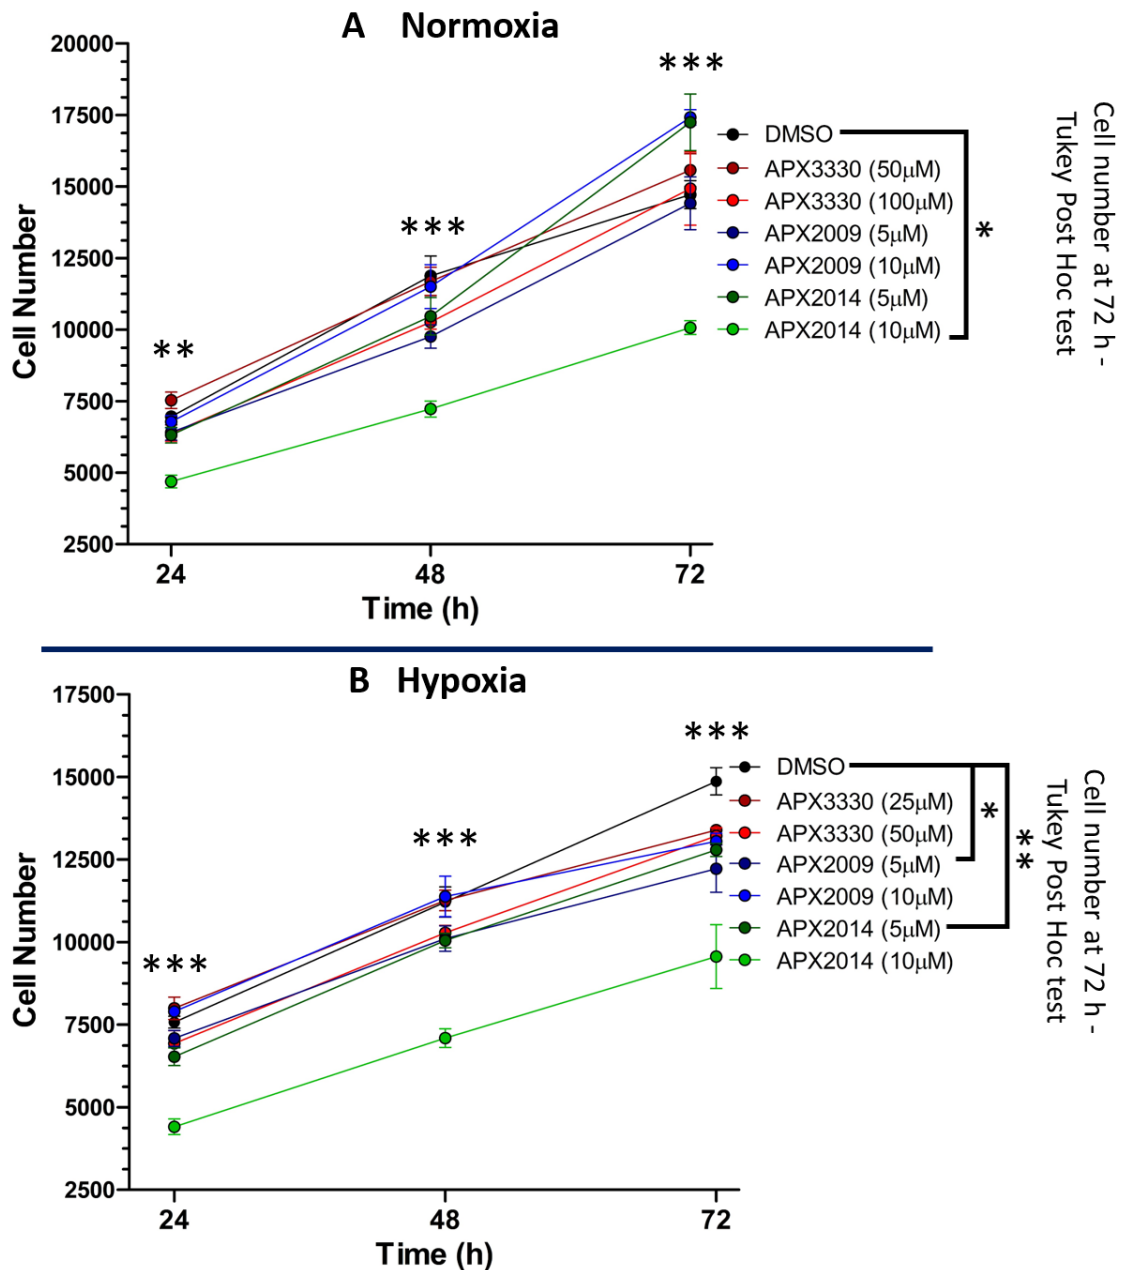 A Normoxia
20000
17500
15000
12500
10000
7500
5000
2500
Cell Number
**
***
***
24
48
72
Time (h)
DMSO
APX3330 (50μM)
APX3330 (100μM)
APX2009 (5μM)
APX2009 (10μM)
APX2014 (5μM)
APX2014 (10μM)
*
Cell number at 72 h -
Tukey Post Hoc test
B Hypoxia
17500
15000
12500
10000
7500
5000
2500
Cell Number
***
***
***
24
48
72
Time (h)
DMSO
APX3330 (25μM)
APX3330 (50μM)
APX2009 (5μM)
APX2009 (10μM)
APX2014 (5μM)
APX2014 (10μM)
*
**
Cell number at 72 h -
Tukey Post Hoc test